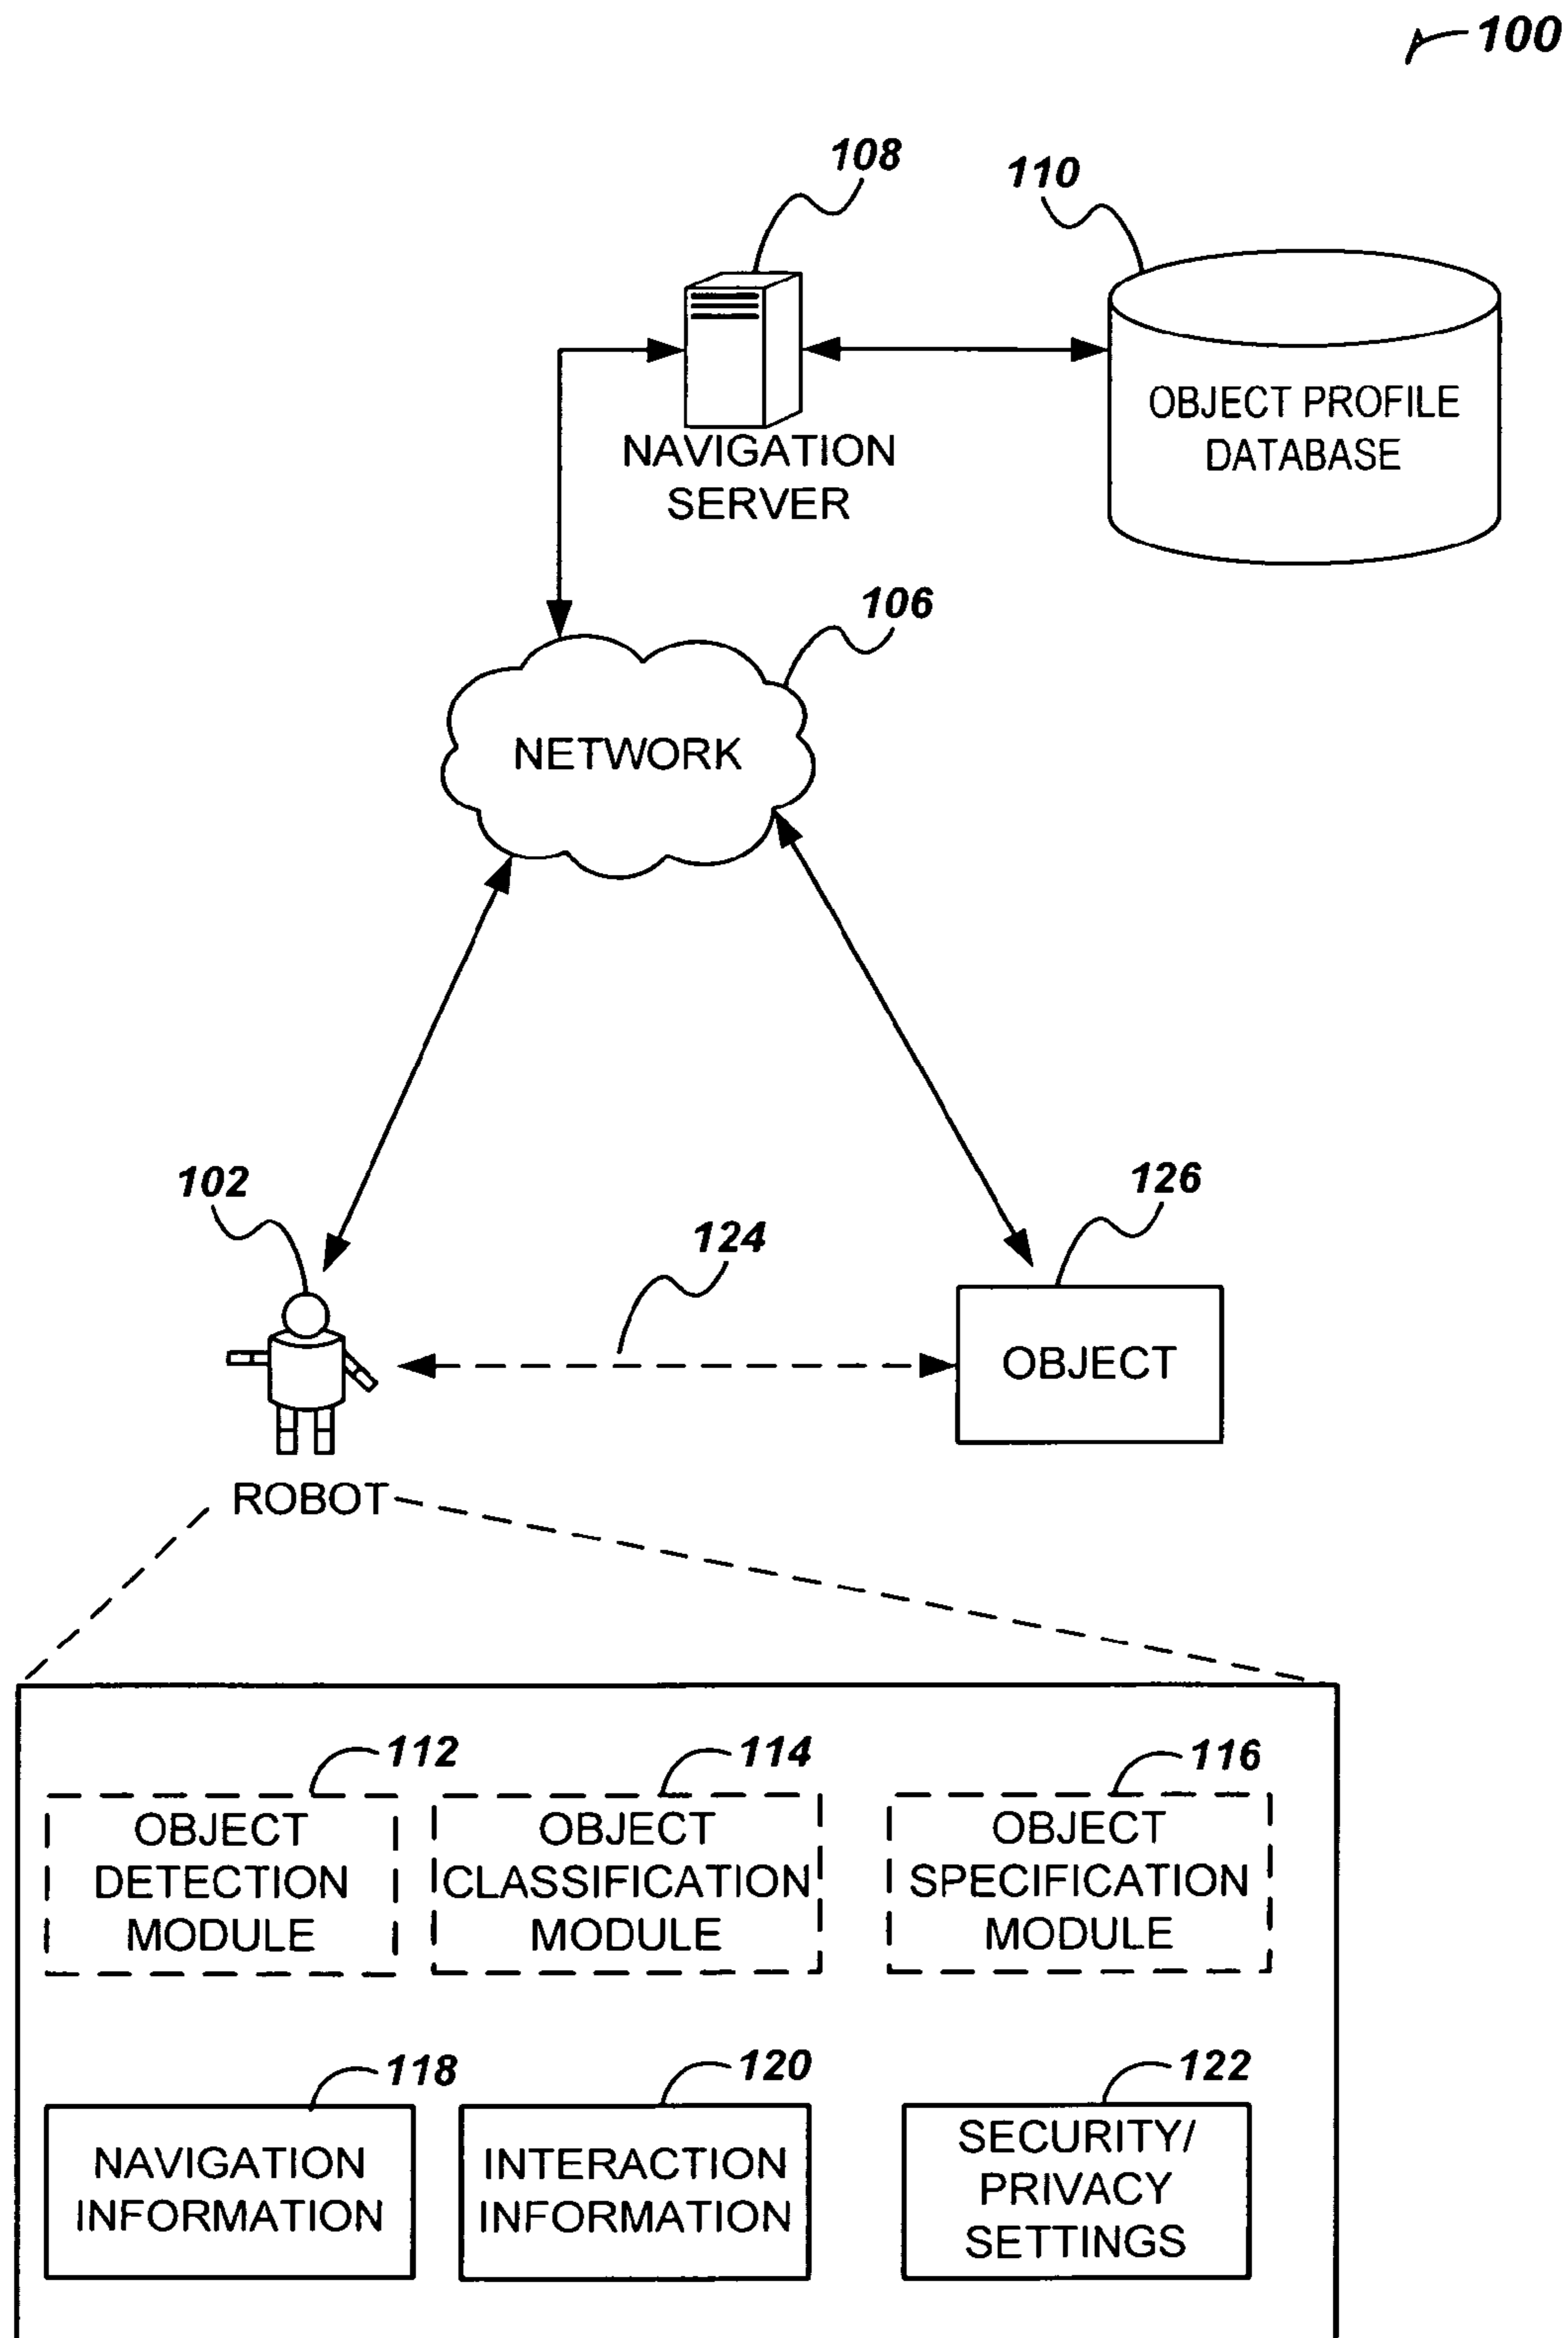 100
108
110
OBJECT PROFILE
DATABASE
NAVIGATION
SERVER
106
NETWORK
102
124
126
OBJECT
ROBOT
112
114
116
OBJECT
DETECTION
MODULE
OBJECT
CLASSIFICATION
MODULE
OBJECT
SPECIFICATION
MODULE
118
120
122
NAVIGATION
INFORMATION
INTERACTION
INFORMATION
SECURITY/
PRIVACY
SETTINGS